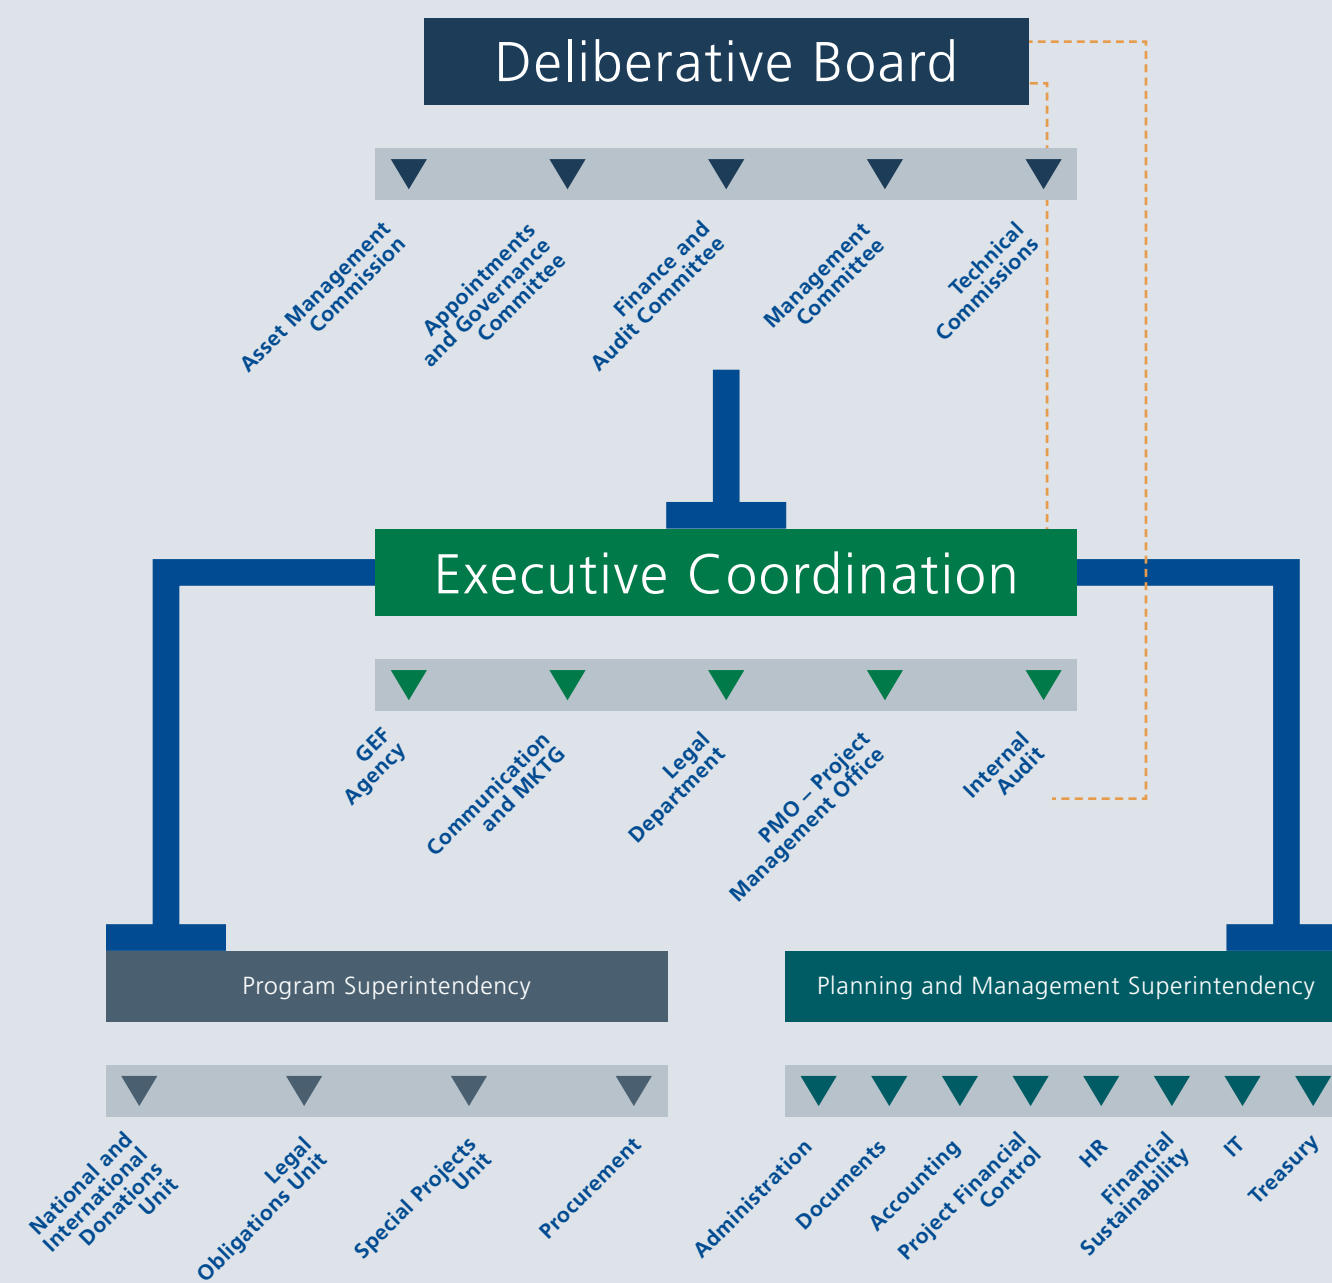 Deliberative Board
Asset Management
Commission
Appointments
and Governance
Committee
Finance and
Audit Committee
Management
Committee
Technical
Commissions
Executive Coordination
GEF
Agency
Communication
and MKTG
Legal
Department
PMO – Project
Management Office
Internal
Audit
Program Superintendency
Planning and Management Superintendency
National and
International
Donations
Unit
Legal
Obligations Unit
Special Projects
Unit
Procurement
Administration
Documents
Accounting
Project Financial
Control
HR
Financial
Sustainability
IT
Treasury